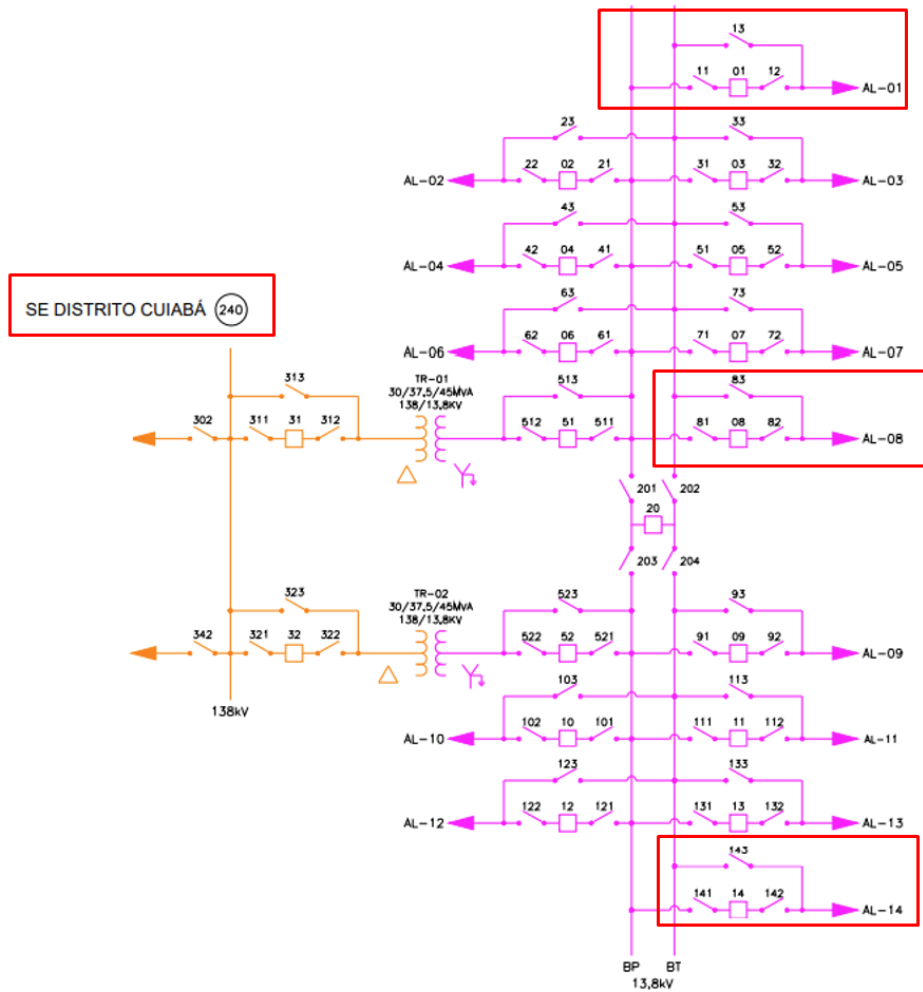 13
11 01 12
AL-01
23 33
22 02 21 31 03 32
AL-02 AL-03
43 53
42 04 41 51 05 52
AL-04 AL-05
SE DISTRITO CUIABÁ 240
63 73
62 06 61 71 07 72
AL-06 AL-07
TR-01
30/37.5/45MVA
138/13.8KV
313 513 83
302 311 31 312 512 51 511 81 08 82
AL-08
201 202
20
203 204
TR-02
30/37.5/45MVA
138/13.8KV
323 523 93
342 321 32 322 522 52 521 91 09 92
AL-09
138kV
103 113
102 10 101 111 11 112
AL-10 AL-11
123 133
122 12 121 131 13 132
AL-12 AL-13
143
141 14 142
AL-14
BP BT
13,8kV